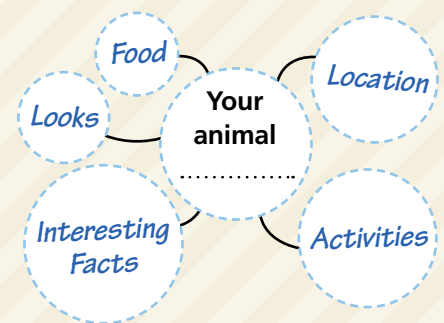 Food
Looks
Your
animal
...............
Location
Interesting
Facts
Activities